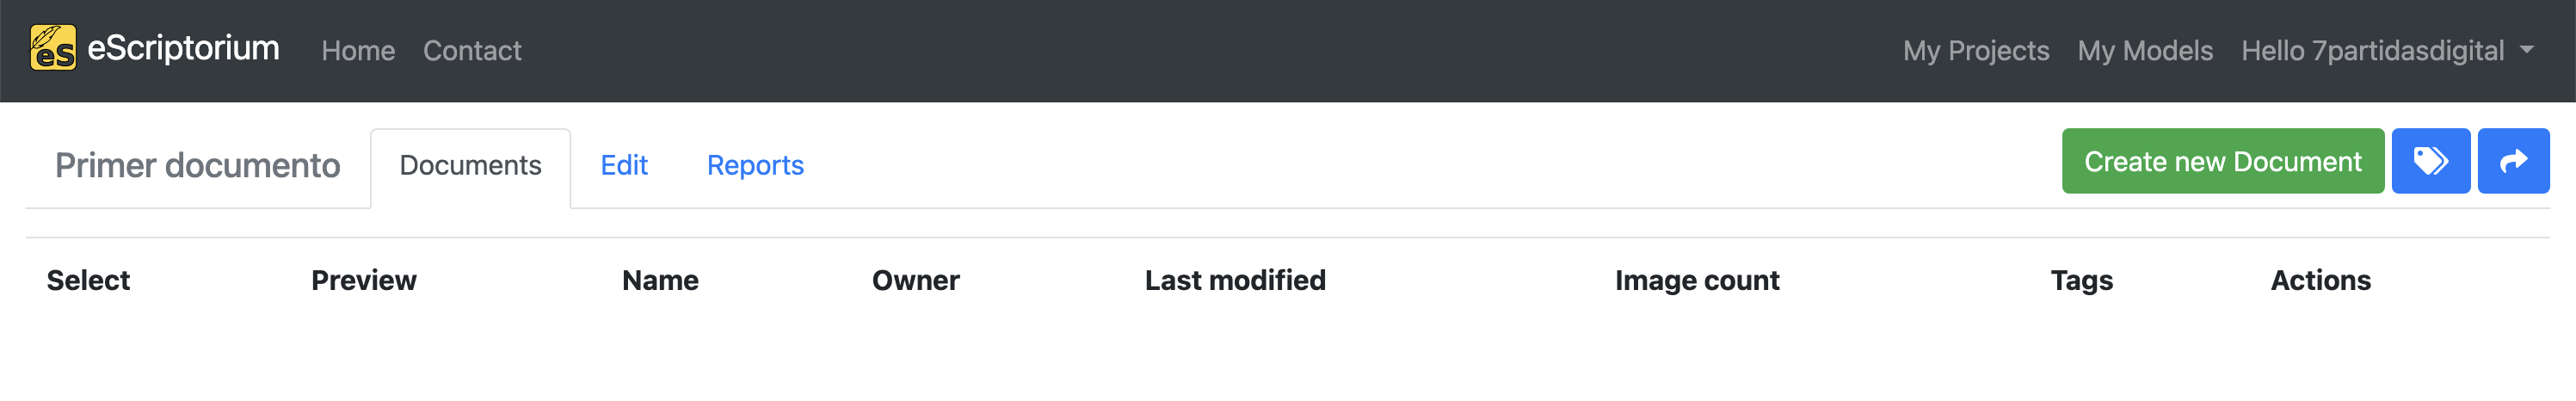 es eScriptorium Home Contact My Projects My Models Hello 7partidasdigital
Primer documento Documents Edit Reports Create new Document
Select Preview Name Owner Last modified Image count Tags Actions